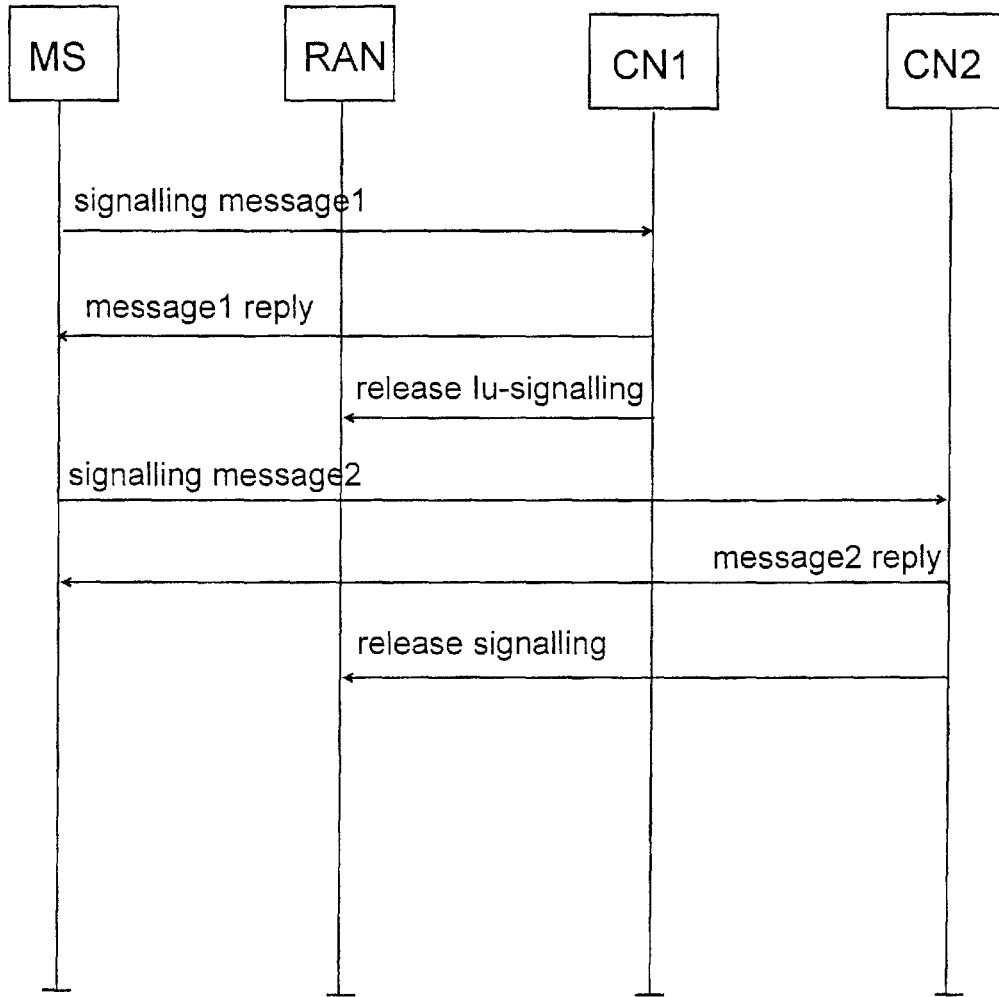 MS
RAN
CN1
CN2
signalling message1
message1 reply
release Iu-signalling
signalling message2
message2 reply
release signalling